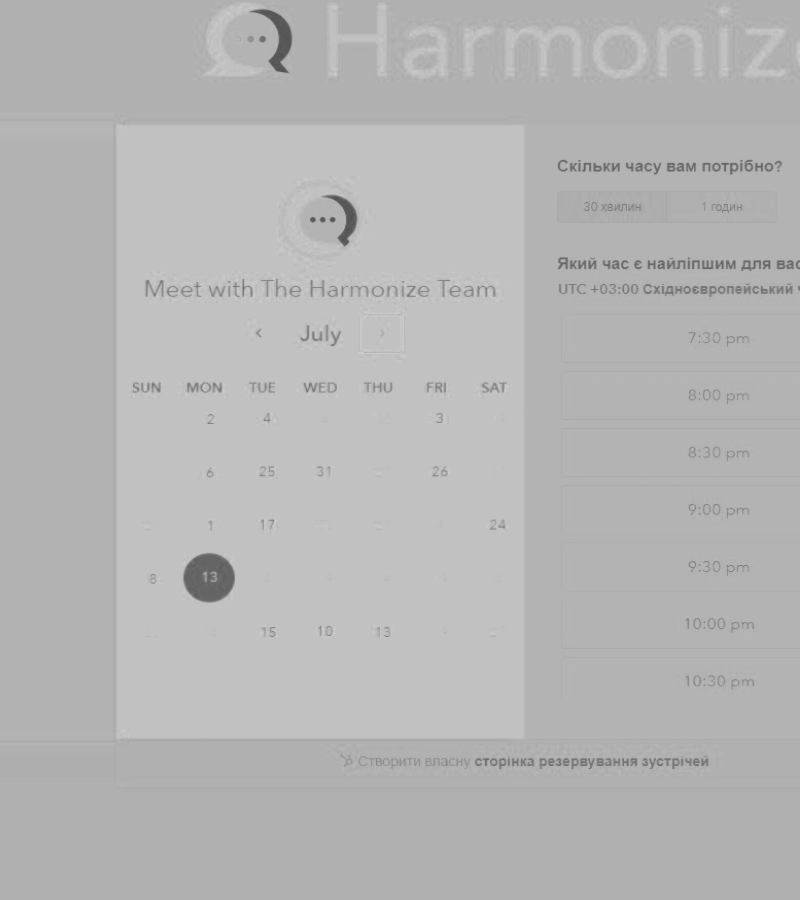 Harmonize
Meet with The Harmonize Team
July
SUN MON TUE WED THU FRI SAT
2 4 3
6 25 31 26
1 17 24
8 13
15 10 13
Скільки часу вам потрібно?
30 хвилин 1 годин
Який час є найліпшим для вас
UTC +03:00 Східноєвропейський
7:30 pm
8:00 pm
8:30 pm
9:00 pm
9:30 pm
10:00 pm
10:30 pm
Створити власну сторінка резервування зустрічей